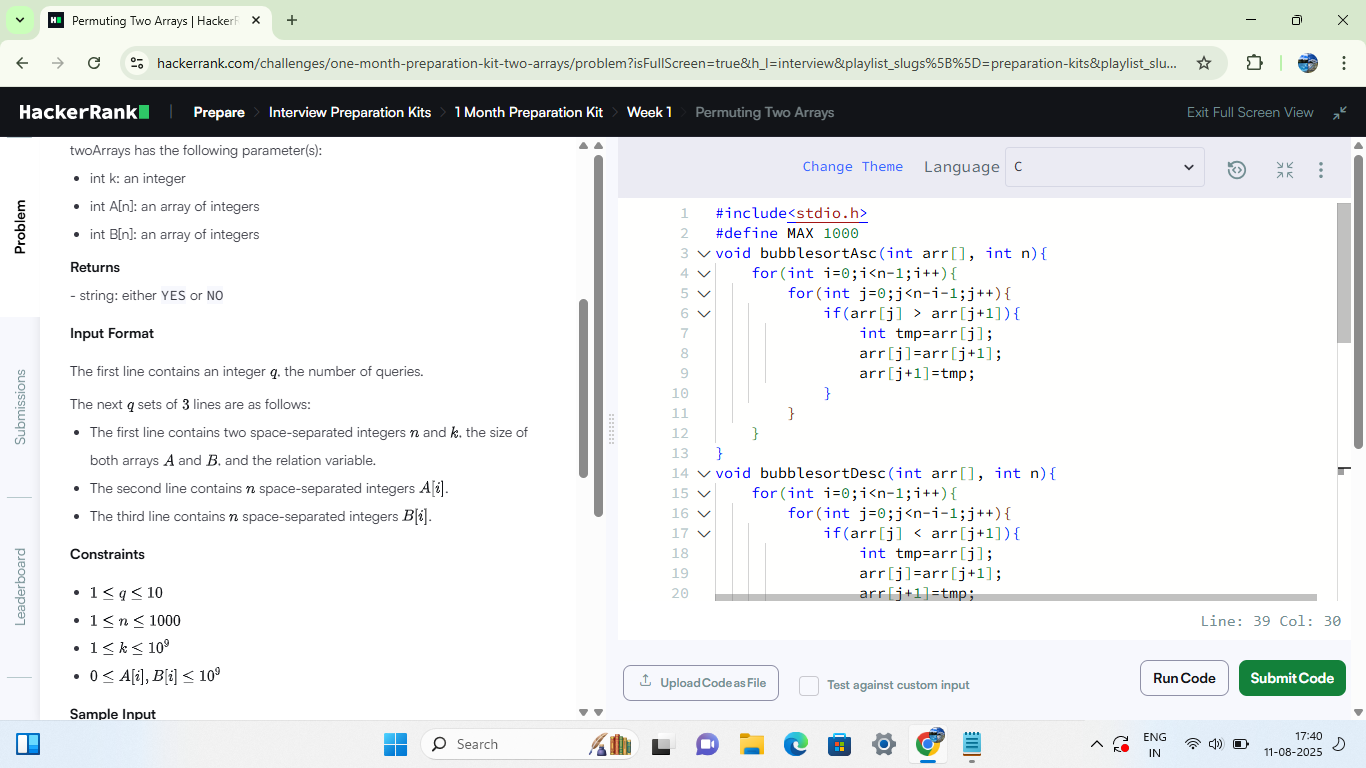 Permuting Two Arrays | HackerR
hackerrank.com/challenges/one-month-preparation-kit-two-arrays/problem?isFullScreen=true&h_l=interview&playlist_slugs%5B%5D=preparation-kits&playlist_slu...
HackerRank
Prepare
Interview Preparation Kits
1 Month Preparation Kit
Week 1
Permuting Two Arrays
Exit Full Screen View
Problem
Submissions
Leaderboard
twoArrays has the following parameter(s):
• int k: an integer
• int A[n]: an array of integers
• int B[n]: an array of integers
Returns
- string: either YES or NO
Input Format
The first line contains an integer q, the number of queries.
The next q sets of 3 lines are as follows:
• The first line contains two space-separated integers n and k, the size of
both arrays A and B, and the relation variable.
• The second line contains n space-separated integers A[i].
• The third line contains n space-separated integers B[i].
Constraints
• 1 ≤ q ≤ 10
• 1 ≤ n ≤ 1000
• 1 ≤ k ≤ 10⁹
• 0 ≤ A[i], B[i] ≤ 10⁹
Sample Input
Change Theme
Language
C
1 #include<stdio.h>
2 #define MAX 1000
3 void bubblesortAsc(int arr[], int n){
4 for(int i=0;i<n-1;i++){
5 for(int j=0;j<n-i-1;j++){
6 if(arr[j] > arr[j+1]){
7 int tmp=arr[j];
8 arr[j]=arr[j+1];
9 arr[j+1]=tmp;
10 }
11 }
12 }
13 }
14 void bubblesortDesc(int arr[], int n){
15 for(int i=0;i<n-1;i++){
16 for(int j=0;j<n-i-1;j++){
17 if(arr[j] < arr[j+1]){
18 int tmp=arr[j];
19 arr[j]=arr[j+1];
20 arr[j+1]=tmp;
Line: 39 Col: 30
Upload Code as File
Test against custom input
Run Code
Submit Code
Search
ENG
IN
17:40
11-08-2025